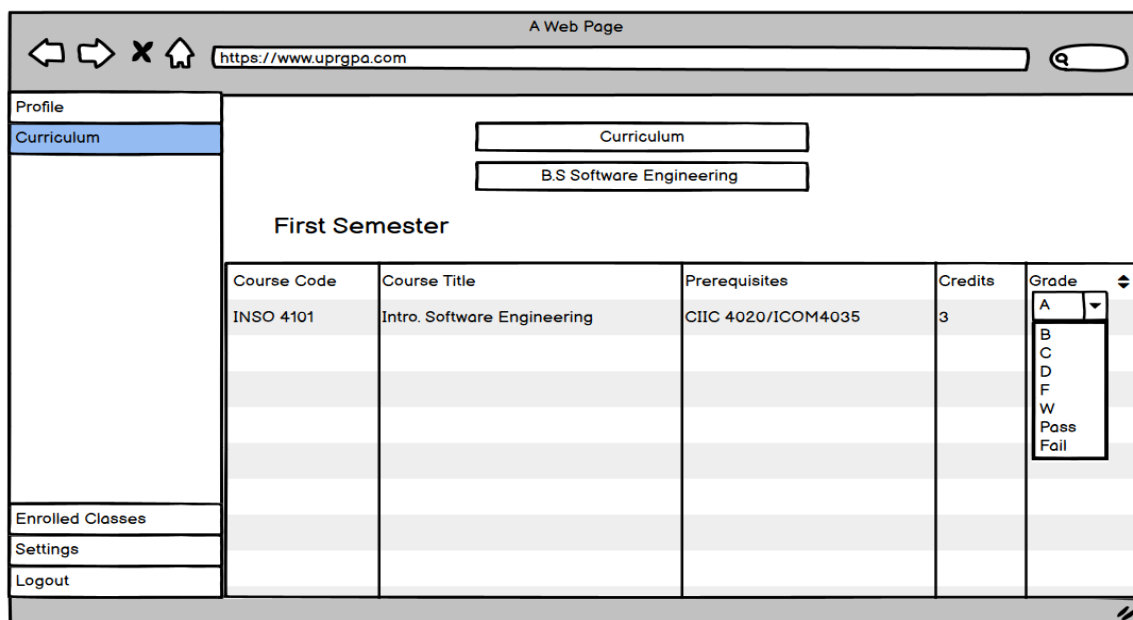 A Web Page
https://www.uprgpa.com
Profile
Curriculum
Curriculum
B.S Software Engineering
First Semester
Course Code Course Title Prerequisites Credits Grade
INSO 4101 Intro. Software Engineering CIIC 4020/ICOM4035 3 A
B
C
D
F
W
Pass
Fail
Enrolled Classes
Settings
Logout